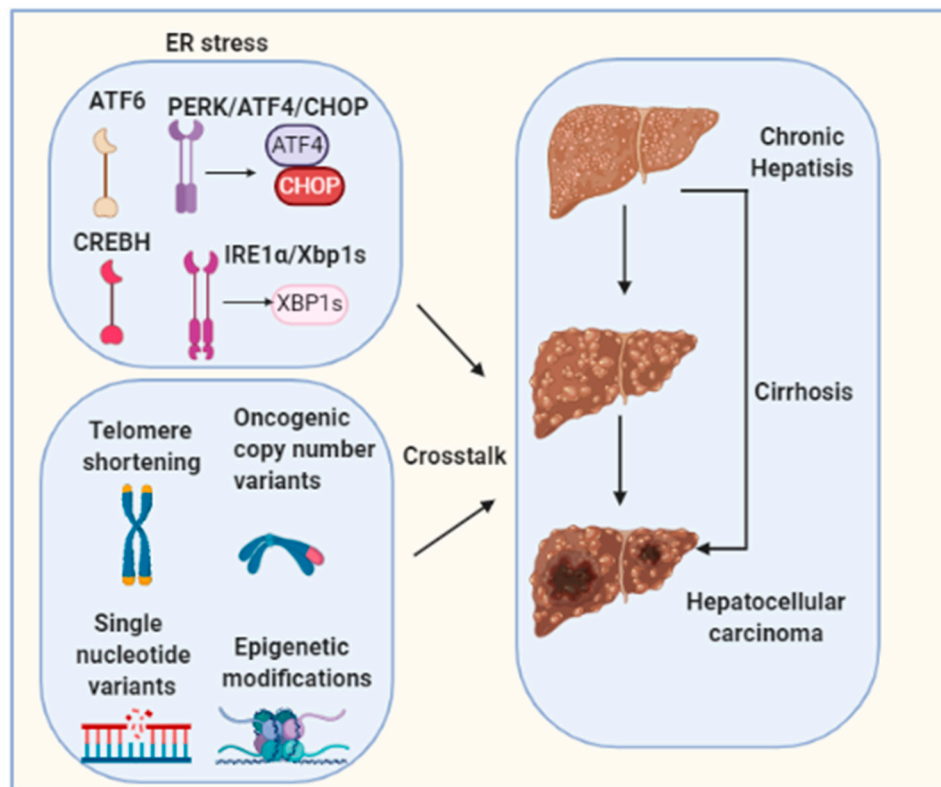 ER stress
ATF6
PERK/ATF4/CHOP
ATF4
CHOP
CREBH
IRE1α/Xbp1s
XBP1s
Telomere
shortening
Oncogenic
copy number
variants
Single
nucleotide
variants
Epigenetic
modifications
Crosstalk
Chronic
Hepatisis
Cirrhosis
Hepatocellular
carcinoma